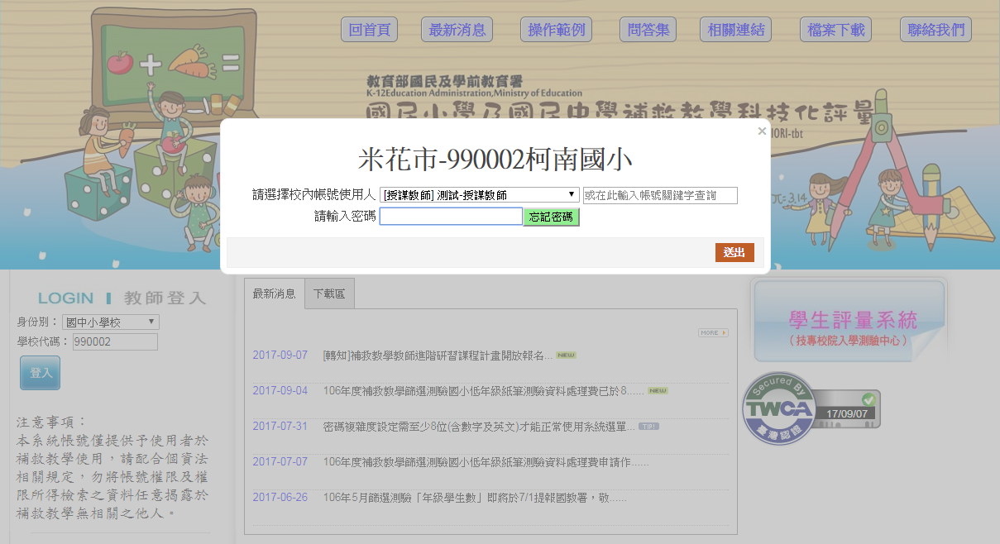 回首頁 最新消息 操作範例 問答集 相關連結 檔案下載 聯絡我們
教育部國民及學前教育署
K-12Education Administration,Ministry of Education
國民小學及國民中學補救教學科技化評量
IORI-tbt
π=3.14
×
米花市-990002柯南國小
請選擇校內帳號使用人 [授課教師] 測試-授課教師 或在此輸入帳號關鍵字查詢
請輸入密碼 忘記密碼
送出
LOGIN 教師登入
身份別： 國中小學校
學校代碼： 990002
登入
注意事項：
本系統帳號僅提供予使用者於
補救教學使用，請配合個資法
相關規定，勿將帳號權限及權
限所得檢索之資料任意揭露於
補救教學無相關之他人。
最新消息 下載區
MORE
2017-09-07 [轉知]補救教學教師進階研習課程計畫開放報名... NEW
2017-09-04 106年度補救教學篩選測驗國小低年級紙筆測驗資料處理費已於8...... NEW
2017-07-31 密碼複雜度設定需至少8位(含數字及英文)才能正常使用系統選單... TIP!
2017-07-07 106年度補救教學篩選測驗國小低年級紙筆測驗資料處理費申請作......
2017-06-26 106年5月篩選測驗「年級學生數」即將於7/1提報國教署，敬......
學生評量系統
（技專校院入學測驗中心）
Secured By
TWCA
臺灣認證
17/09/07